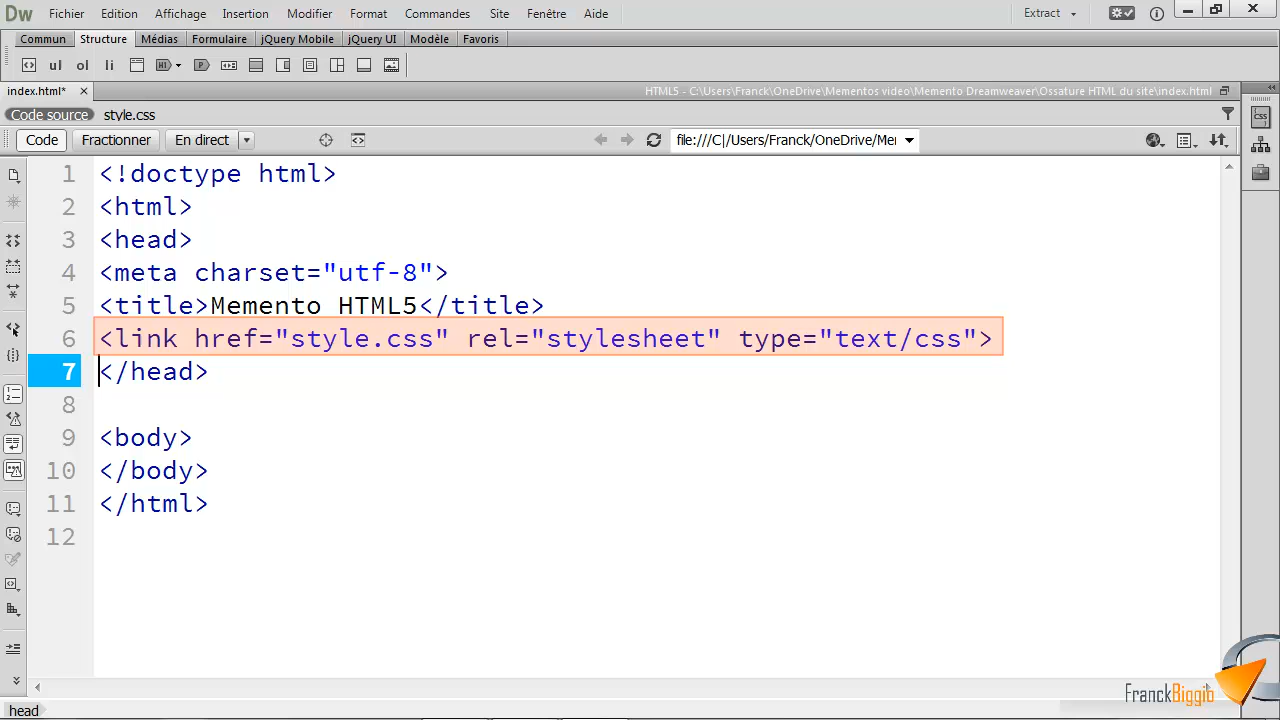 Dw Fichier Edition Affichage Insertion Modifier Format Commandes Site Fenêtre Aide Extract
Commun Structure Médias Formulaire jQuery Mobile jQuery UI Modèle Favoris
ul ol li H1 P
index.html* × HTML5 - C:\Users\Franck\OneDrive\Mementos video\Memento Dreamweaver\Ossature HTML du site\index.html
Code source style.css
Code Fractionner En direct file:///C|/Users/Franck/OneDrive/Mer
1 <!doctype html>
2 <html>
3 <head>
4 <meta charset="utf-8">
5 <title>Memento HTML5</title>
6 <link href="style.css" rel="stylesheet" type="text/css">
7 </head>
8
9 <body>
10 </body>
11 </html>
12
FranckBiggio
head